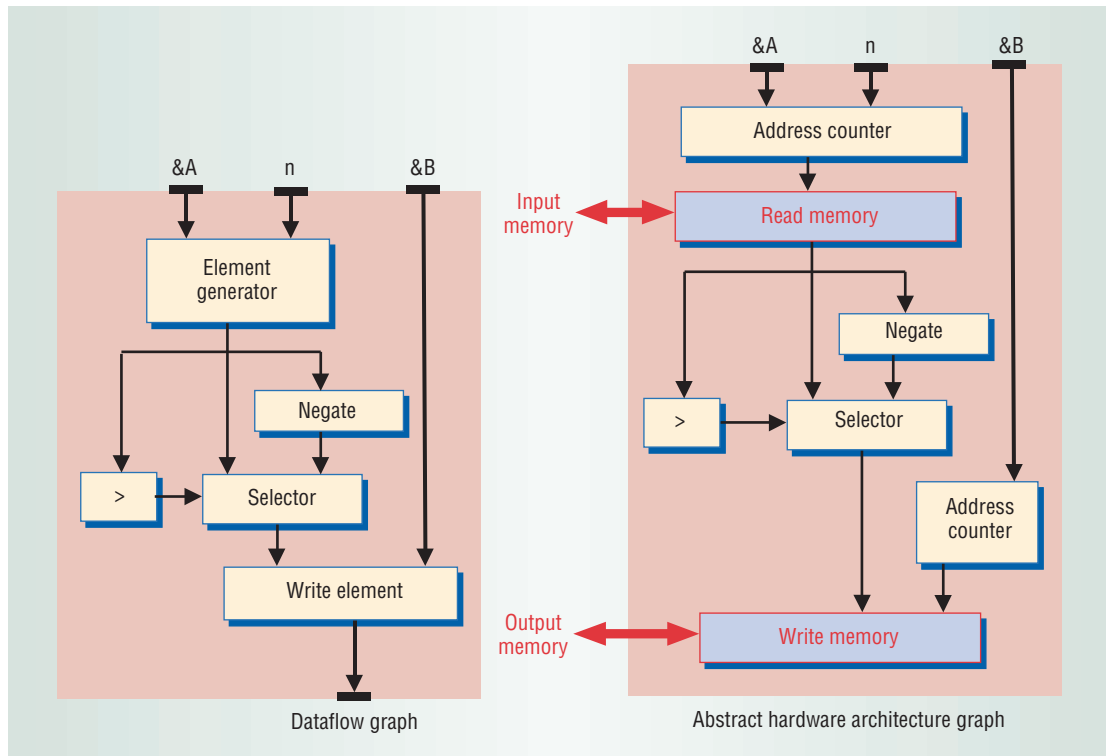 &A
n
&B
Element
generator
Negate
>
Selector
Write element
Dataflow graph
&A
n
&B
Address counter
Input
memory
Read memory
Negate
>
Selector
Address
counter
Output
memory
Write memory
Abstract hardware architecture graph